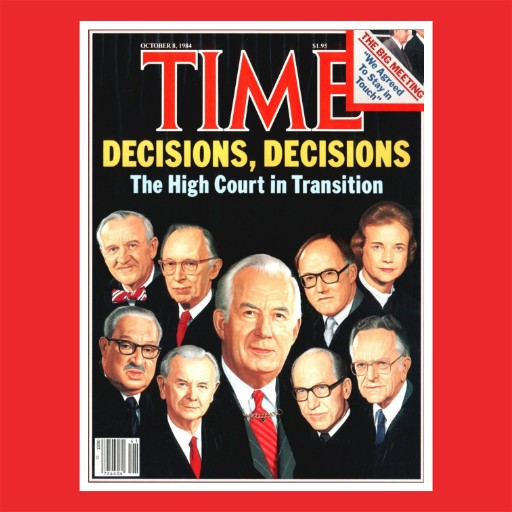 OCTOBER 8, 1984
$1.95
TIME
THE BIG MEETING
"We Agreed
To Stay in
Touch"
DECISIONS, DECISIONS
The High Court in Transition